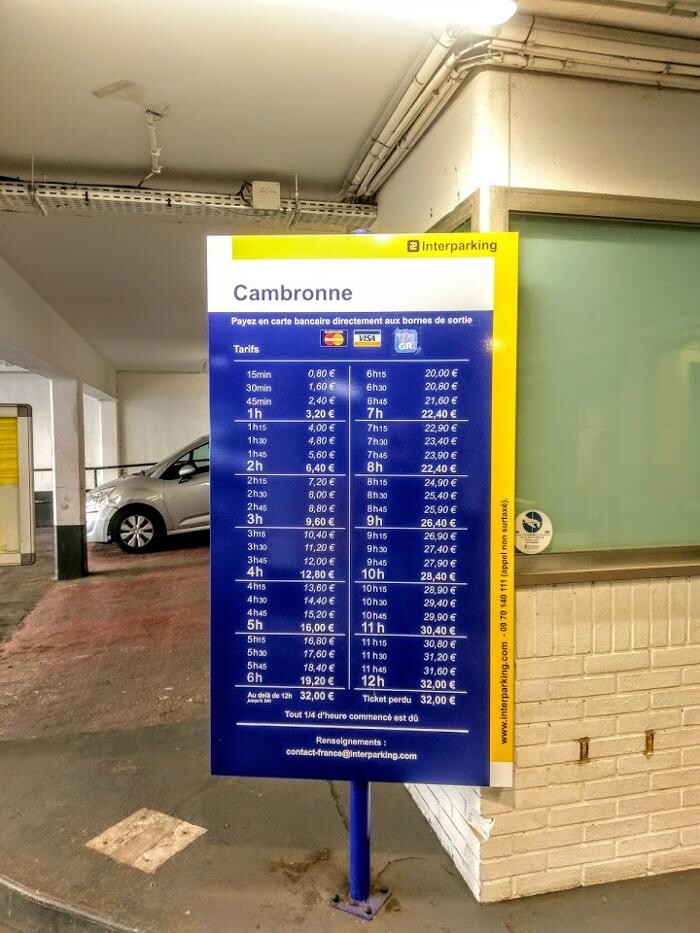 Interparking
Cambronne
Payez en carte bancaire directement aux bornes de sortie
MasterCard VISA GR
Tarifs
15min 0,80 €
30min 1,60 €
45min 2,40 €
1h 3,20 €
1h15 4,00 €
1h30 4,80 €
1h45 5,60 €
2h 6,40 €
2h15 7,20 €
2h30 8,00 €
2h45 8,80 €
3h 9,60 €
3h15 10,40 €
3h30 11,20 €
3h45 12,00 €
4h 12,80 €
4h15 13,60 €
4h30 14,40 €
4h45 15,20 €
5h 16,00 €
5h15 16,80 €
5h30 17,60 €
5h45 18,40 €
6h 19,20 €
Au delà de 12h 32,00 €
jusqu'à 24h
6h15 20,00 €
6h30 20,80 €
6h45 21,60 €
7h 22,40 €
7h15 22,90 €
7h30 23,40 €
7h45 23,90 €
8h 22,40 €
8h15 24,90 €
8h30 25,40 €
8h45 25,90 €
9h 26,40 €
9h15 26,90 €
9h30 27,40 €
9h45 27,90 €
10h 28,40 €
10h15 28,90 €
10h30 29,40 €
10h45 29,90 €
11h 30,40 €
11h15 30,80 €
11h30 31,20 €
11h45 31,60 €
12h 32,00 €
Ticket perdu 32,00 €
Tout 1/4 d'heure commencé est dû
Renseignements :
contact-france@interparking.com
www.interparking.com - 09 70 140 111 (appel non surtaxé).